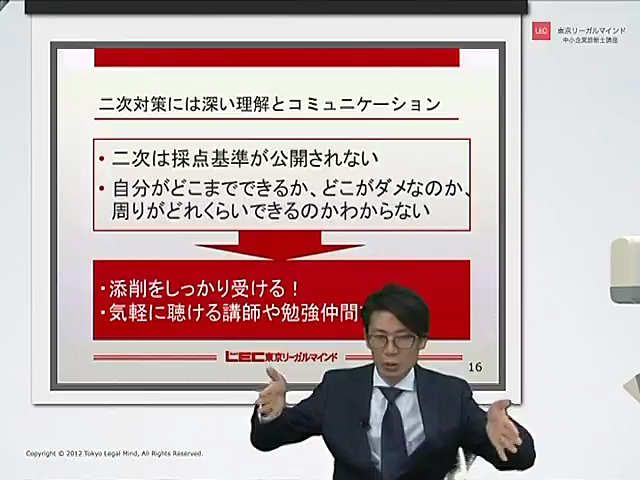 LEC 東京リーガルマインド
中小企業診断士講座
二次対策には深い理解とコミュニケーション
・二次は採点基準が公開されない
・自分がどこまでできるか、どこがダメなのか、
周りがどれくらいできるのかわからない
・添削をしっかり受ける！
・気軽に聴ける講師や勉強仲間
LEC東京リーガルマインド
16
Copyright © 2012 Tokyo Legal Mind, All Rights Reserved.